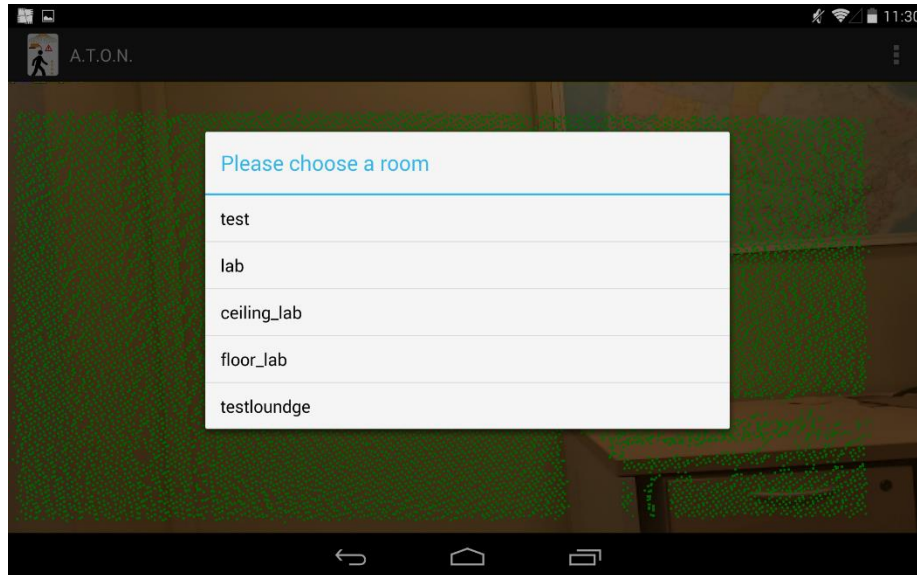 11:30
A.T.O.N.
Please choose a room
test
lab
ceiling_lab
floor_lab
testloundge